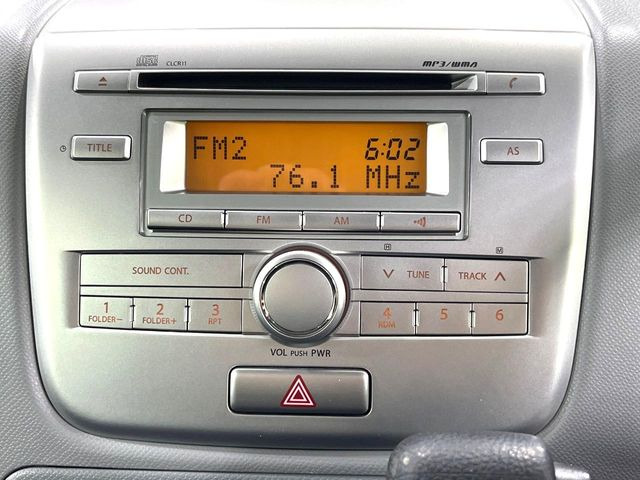 CLCR11 MP3/WMA
TITLE FM2 6:02 AS
76.1 MHz
CD FM AM
H M
SOUND CONT. TUNE TRACK
1 2 3 4 5 6
FOLDER− FOLDER+ RPT RDM
VOL PUSH PWR